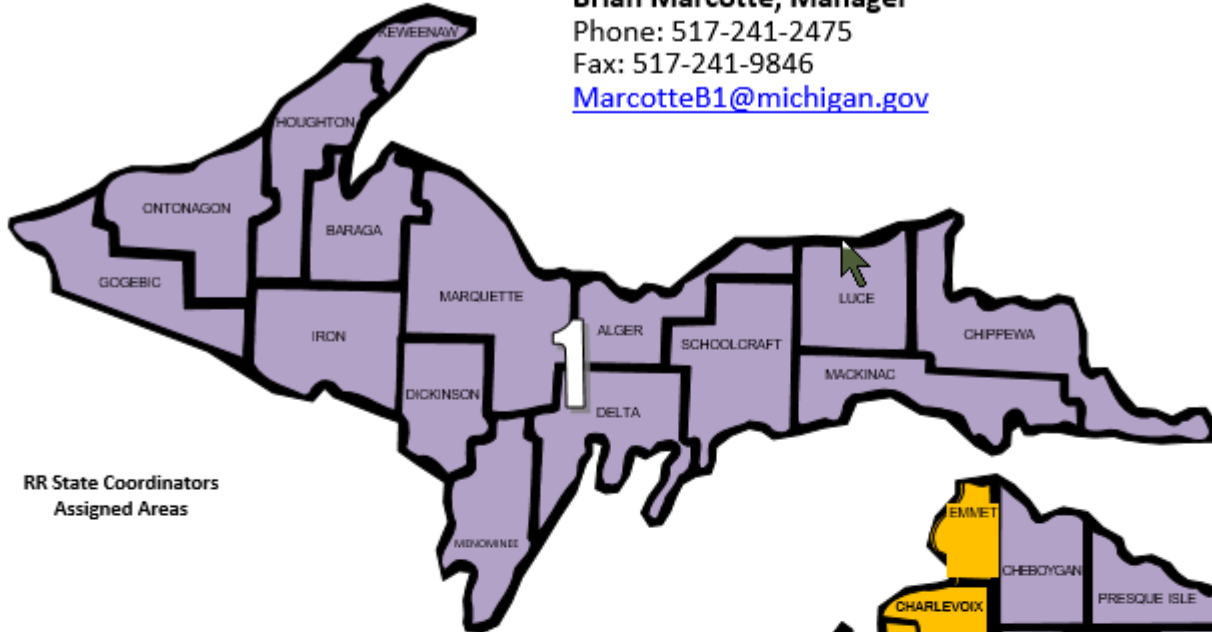 Brian Marcotte, Manager
Phone: 517-241-2475
Fax: 517-241-9846
MarcotteB1@michigan.gov
KEWEENAW
HOUGHTON
ONTONAGON
BARAGA
GOGEBIC
MARQUETTE
LUCE
IRON
ALGER
SCHOOLCRAFT
CHIPPEWA
1
MACKINAC
DICKINSON
DELTA
RR State Coordinators
Assigned Areas
EMMET
MENOMINEE
CHEBOYGAN
PRESQUE ISLE
CHARLEVOIX